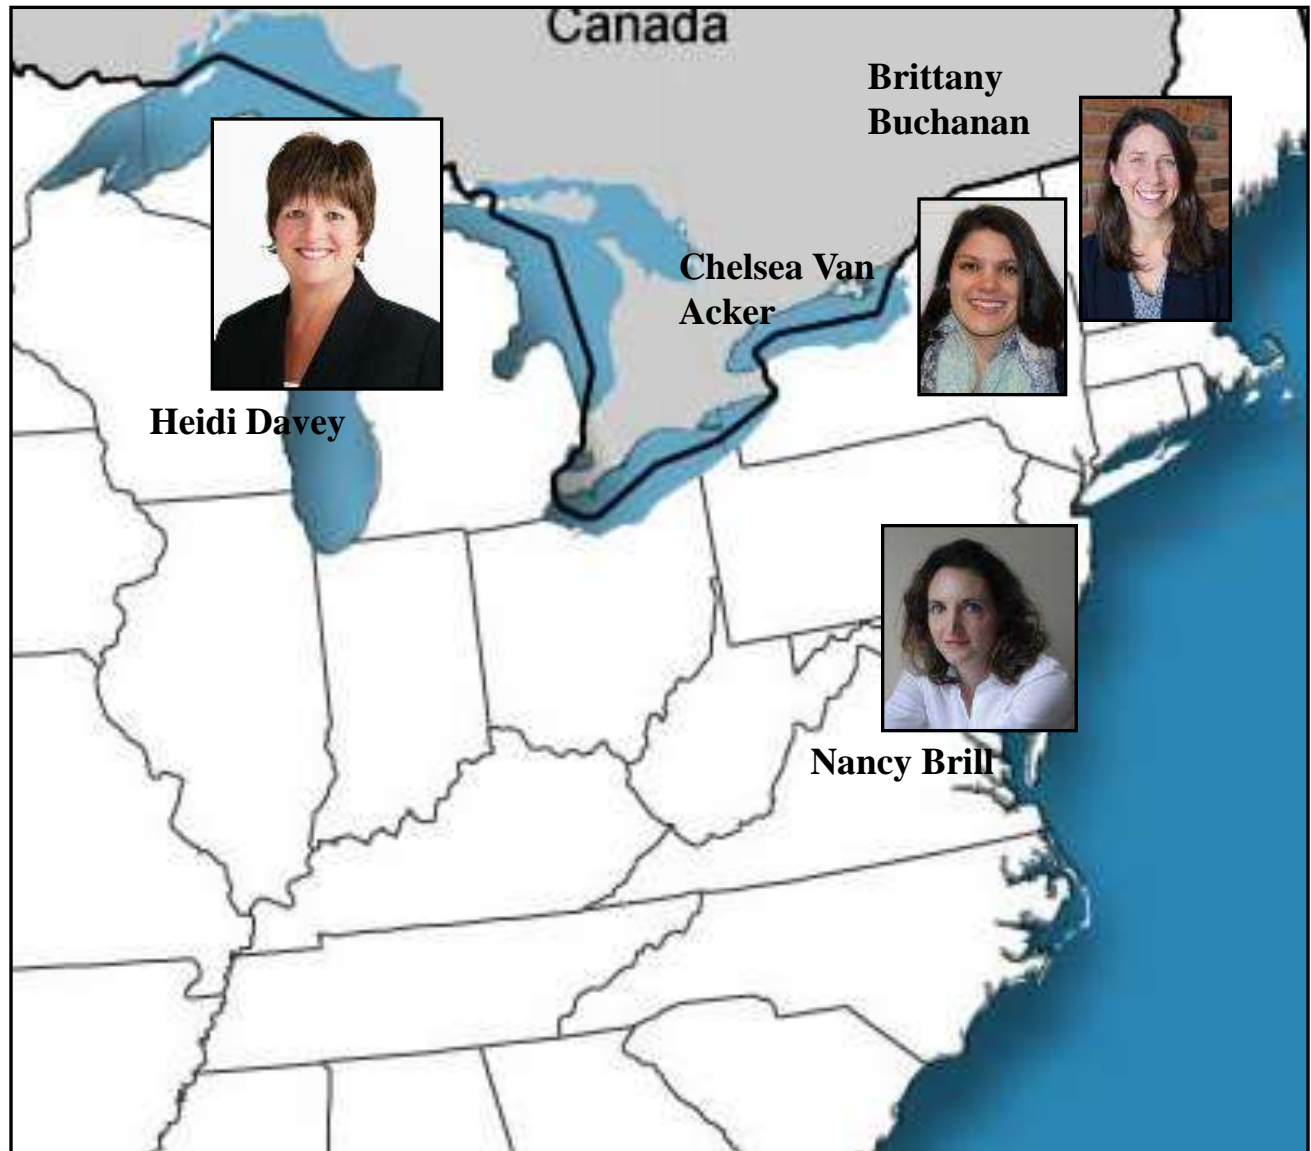 Canada
Brittany
Buchanan
Chelsea Van
Acker
Heidi Davey
Nancy Brill